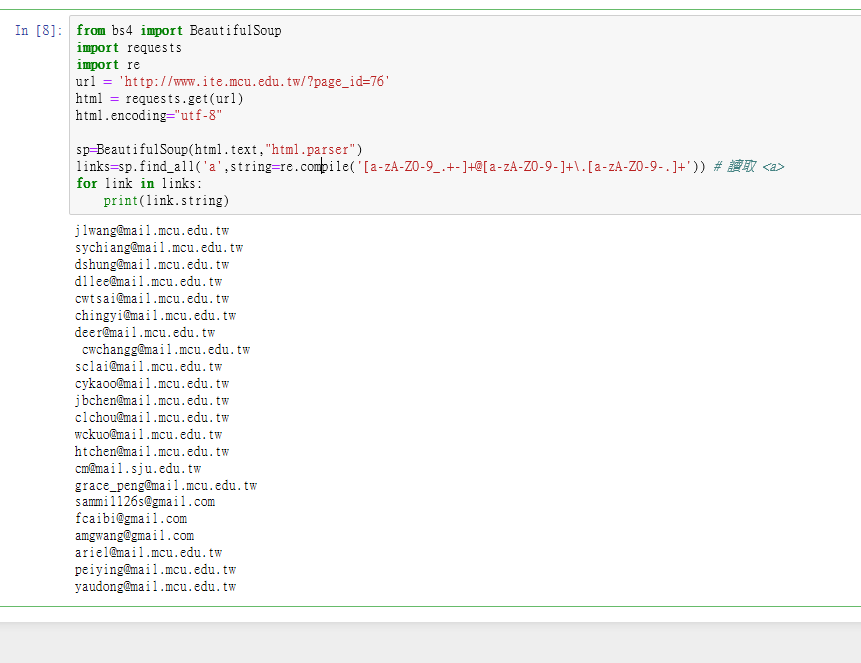 In [8]: from bs4 import BeautifulSoup
import requests
import re
url = 'http://www.ite.mcu.edu.tw/?page_id=76'
html = requests.get(url)
html.encoding="utf-8"
sp=BeautifulSoup(html.text,"html.parser")
links=sp.find_all('a',string=re.compile('[a-zA-Z0-9_.+-]+@[a-zA-Z0-9-]+\.[a-zA-Z0-9-.]+')) # 讀取 <a>
for link in links:
    print(link.string)
jlwang@mail.mcu.edu.tw
sychiang@mail.mcu.edu.tw
dshung@mail.mcu.edu.tw
dllee@mail.mcu.edu.tw
cwtsai@mail.mcu.edu.tw
chingyi@mail.mcu.edu.tw
deer@mail.mcu.edu.tw
 cwchangg@mail.mcu.edu.tw
sclai@mail.mcu.edu.tw
cykaoo@mail.mcu.edu.tw
jbchen@mail.mcu.edu.tw
clchou@mail.mcu.edu.tw
wckuo@mail.mcu.edu.tw
htchen@mail.mcu.edu.tw
cm@mail.sju.edu.tw
grace_peng@mail.mcu.edu.tw
sammi1126s@gmail.com
fcaibi@gmail.com
amgwang@gmail.com
ariel@mail.mcu.edu.tw
peiying@mail.mcu.edu.tw
yaudong@mail.mcu.edu.tw